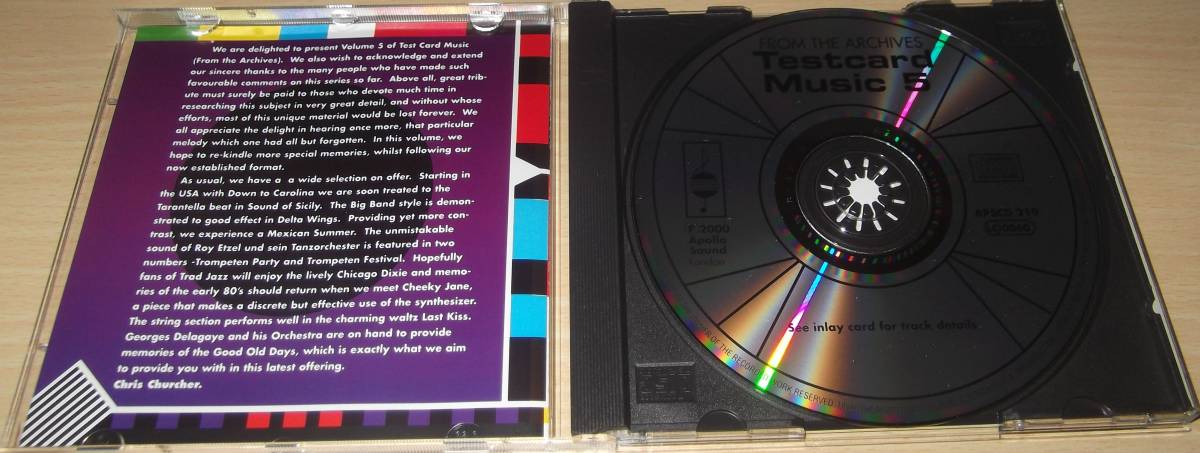 We are delighted to present Volume 5 of Test Card Music
(From the Archives). We also wish to acknowledge and extend
our sincere thanks to the many people who have made such
favourable comments on this series so far. Above all, great trib-
ute must surely be paid to those who devote much time in
researching this subject in very great detail, and without whose
efforts, most of this unique material would be lost forever. We
all appreciate the delight in hearing once more, that particular
melody which one had all but forgotten. In this volume, we
hope to re-kindle more special memories, whilst following our
now established format.
As usual, we have a a wide selection on offer. Starting in
the USA with Down to Carolina we are soon treated to the
Tarantella beat in Sound of Sicily. The Big Band style is demon-
strated to good effect in Delta Wings. Providing yet more con-
trast, we experience a Mexican Summer. The unmistakable
sound of Roy Etzel und sein Tanzorchester is featured in two
numbers -Trompeten Party and Trompeten Festival. Hopefully
fans of Trad Jazz will enjoy the lively Chicago Dixie and memo-
ries of the early 80's should return when we meet Cheeky Jane,
a piece that makes a discrete but effective use of the synthesizer.
The string section performs well in the charming waltz Last Kiss.
Georges Delagaye and his Orchestra are on hand to provide
memories of the Good Old Days, which is exactly what we aim
to provide you with in this latest offering.
Chris Churcher.
FROM THE ARCHIVES
Testcard
Music 5
P 2000
Apollo
Sound
London
APSCD 219
See inlay card for track details
OF THE RECORDED WORK RESERVED.